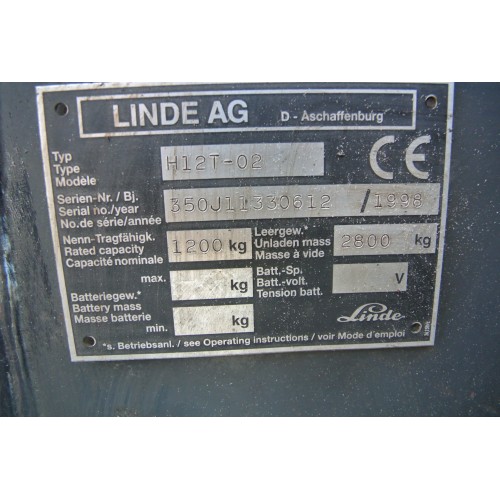 LINDE AG D - Aschaffenburg
Typ
Type
Modèle
H12T-02
CE
Serien-Nr. / Bj.
Serial no./year
No.de série/année
350J11330612 / 1998
Nenn-Tragfähigk.
Rated capacity
Capacité nominale
1200 kg
Leergew.*
Unladen mass
Masse à vide
2800 kg
max. kg
Batteriegew.*
Battery mass
Masse batterie
min. kg
Batt.-Sp.
Batt.-volt.
Tension batt.
V
Linde
*s. Betriebsanl. / see Operating instructions / voir Mode d'emploi